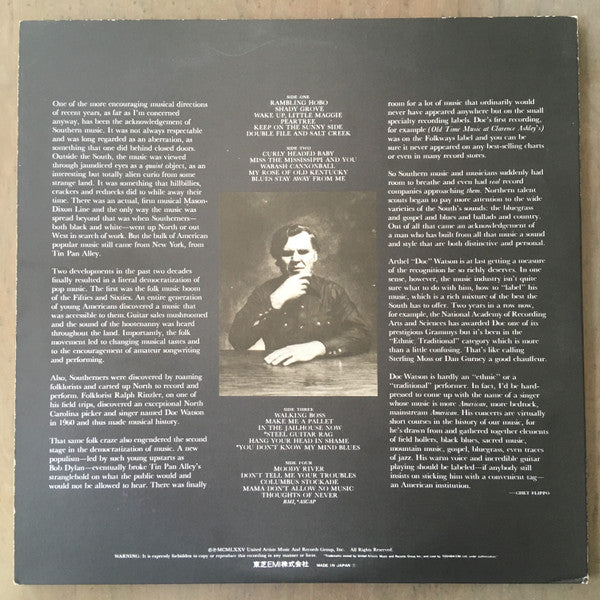 One of the more encouraging musical directions
of recent years, as far as I'm concerned
anyway, has been the acknowledgement of
Southern music. It was not always respectable
and was long regarded as an aberration, as
something that one did behind closed doors.
Outside the South, the music was viewed
through jaundiced eyes as a quaint object, as an
interesting but totally alien curio from some
strange land. It was something that hillbillies,
crackers and rednecks did to while away their
time. There was an actual, firm musical Mason-
Dixon Line and the only way the music was
spread beyond that was when Southerners—
both black and white—went up North or out
West in search of work. But the bulk of American
popular music still came from New York, from
Tin Pan Alley.
Two developments in the past two decades
finally resulted in a literal democratization of
pop music. The first was the folk music boom
of the Fifties and Sixties. An entire generation
of young Americans discovered a music that
was accessible to them. Guitar sales mushroomed
and the sound of the hootenanny was heard
throughout the land. Importantly, the folk
movement led to changing musical tastes and
to the encouragement of amateur songwriting
and performing.
Also, Southerners were discovered by roaming
folklorists and carted up North to record and
perform. Folklorist Ralph Rinzler, on one of
his field trips, discovered an exceptional North
Carolina picker and singer named Doc Watson
in 1960 and thus made musical history.
That same folk craze also engendered the second
stage in the democratization of music. A new
population—led by such young upstarts as
Bob Dylan—eventually broke Tin Pan Alley's
stranglehold on what the public would and
would not be allowed to hear. There was finally
SIDE ONE
RAMBLING HOBO
SHADY GROVE
WAKE UP, LITTLE MAGGIE
PEARTREE
KEEP ON THE SUNNY SIDE
DOUBLE FILE AND SALT CREEK
SIDE TWO
CURLY HEADED BABY
MISS THE MISSISSIPPI AND YOU
WABASH CANNONBALL
MY ROSE OF OLD KENTUCKY
BLUES STAY AWAY FROM ME
SIDE THREE
WALKING BOSS
MAKE ME A PALLET
IN THE JAILHOUSE NOW
*STEEL GUITAR RAG
HANG YOUR HEAD IN SHAME
*YOU DON'T KNOW MY MIND BLUES
SIDE FOUR
MOODY RIVER
DON'T TELL ME YOUR TROUBLES
COLUMBUS STOCKADE
MAMA DON'T ALLOW NO MUSIC
THOUGHTS OF NEVER
BMI, *ASCAP
room for a lot of music that ordinarily would
never have appeared anywhere but on the small
specialty recording labels. Doc's first recording,
for example (Old Time Music at Clarence Ashley's)
was on the Folkways label and you can be
sure it never appeared on any best-selling charts
or even in many record stores.
So Southern music and musicians suddenly had
room to breathe and even had real record
companies approaching them. Northern talent
scouts began to pay more attention to the wide
varieties of the South's sounds: the bluegrass
and gospel and blues and ballads and country.
Out of all that came an acknowledgement of
a man who has built from all that music a sound
and style that are both distinctive and personal.
Arthel "Doc" Watson is at last getting a measure
of the recognition he so richly deserves. In one
sense, however, the music industry isn't quite
sure what to do with him, how to "label" his
music, which is a rich mixture of the best the
South has to offer. Two years in a row now,
for example, the National Academy of Recording
Arts and Sciences has awarded Doc one of its
prestigious Grammys but it's been in the
"Ethnic, Traditional" category which is more
than a little confusing. That's like calling
Sterling Moss or Dan Gurney a good chauffeur.
Doc Watson is hardly an "ethnic" or a
"traditional" performer. In fact, I'd be hard-
pressed to come up with the name of a singer
whose music is more American, more bedrock,
mainstream American. His concerts are virtually
short courses in the history of our music, for
he's drawn from and gathered together elements
of field hollers, black blues, sacred music,
mountain music, gospel, bluegrass, even traces
of jazz. His warm voice and incredible guitar
playing should be labeled—if anybody still
insists on sticking him with a convenient tag—
an American institution.
—CHET FLIPPO
©℗ MCMLXXV United Artists Music And Records Group, Inc. All Rights Reserved.
WARNING: It is expressly forbidden to copy or reproduce this recording in any manner or form.
東芝EMI株式会社 MADE IN JAPAN